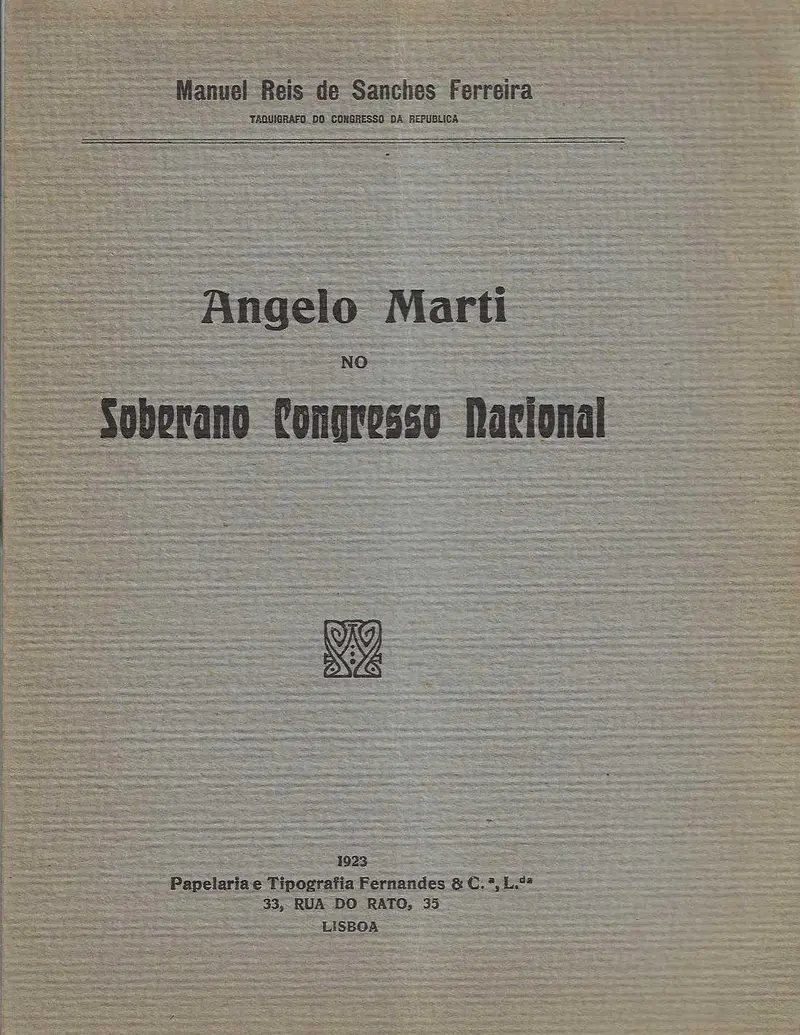 Manuel Reis de Sanches Ferreira
TAQUIGRAFO DO CONGRESSO DA REPUBLICA
Angelo Marti
NO
Soberano Congresso Nacional
1923
Papelaria e Tipografia Fernandes & C.ª, L.da
33, RUA DO RATO, 35
LISBOA